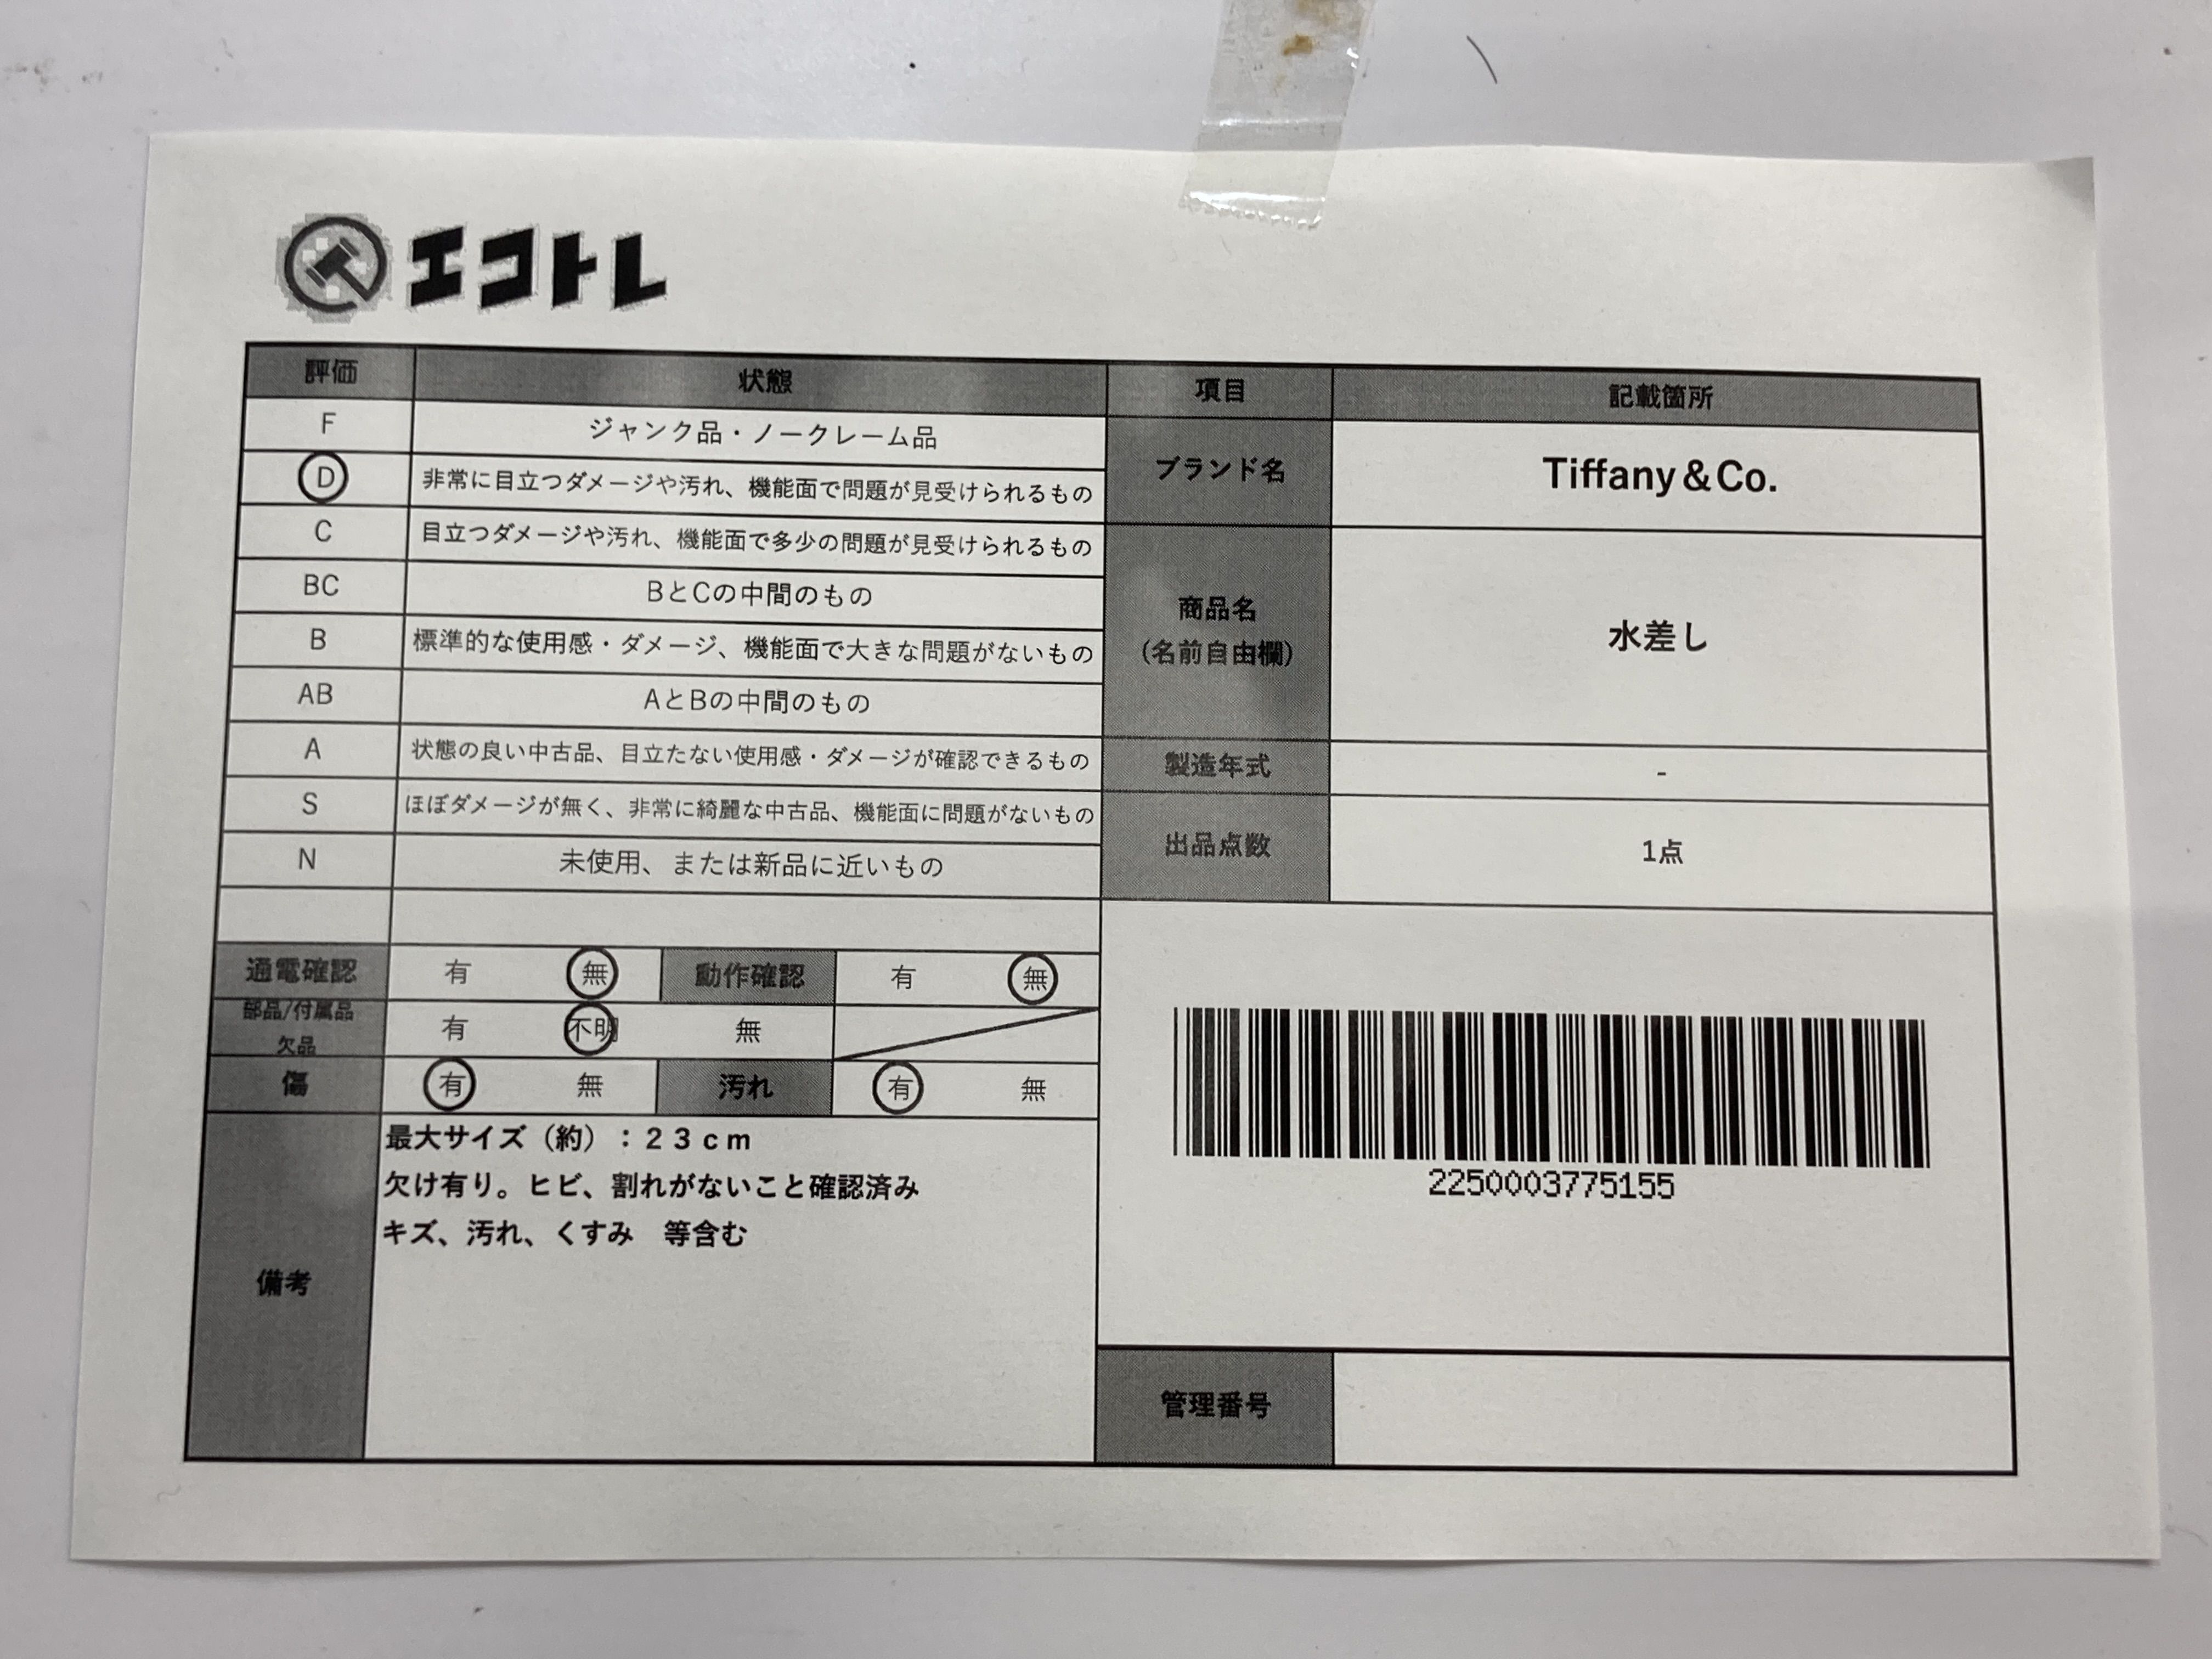 エコトレ
評価 状態
F ジャンク品・ノークレーム品
D 非常に目立つダメージや汚れ、機能面で問題が見受けられるもの
C 目立つダメージや汚れ、機能面で多少の問題が見受けられるもの
BC BとCの中間のもの
B 標準的な使用感・ダメージ、機能面で大きな問題がないもの
AB AとBの中間のもの
A 状態の良い中古品、目立たない使用感・ダメージが確認できるもの
S ほぼダメージが無く、非常に綺麗な中古品、機能面に問題がないもの
N 未使用、または新品に近いもの
通電確認 有 無 動作確認 有 無
部品/付属品
欠品
有 不明 無
傷 有 無 汚れ 有 無
備考
最大サイズ（約）：２３ｃｍ
欠け有り。ヒビ、割れがないこと確認済み
キズ、汚れ、くすみ　等含む
項目 記載箇所
ブランド名 Tiffany＆Co.
商品名
（名前自由欄）
水差し
製造年式 -
出品点数 1点
2250003775155
管理番号